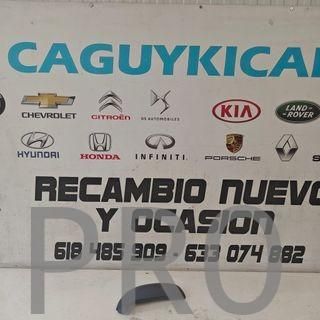 CAGUYKICAR
CHEVROLET CITROËN DS AUTOMOBILES KIA LAND ROVER
HYUNDAI HONDA INFINITI PORSCHE
RECAMBIO NUEVO
Y OCASION
618 485 909 - 633 074 882
PRO